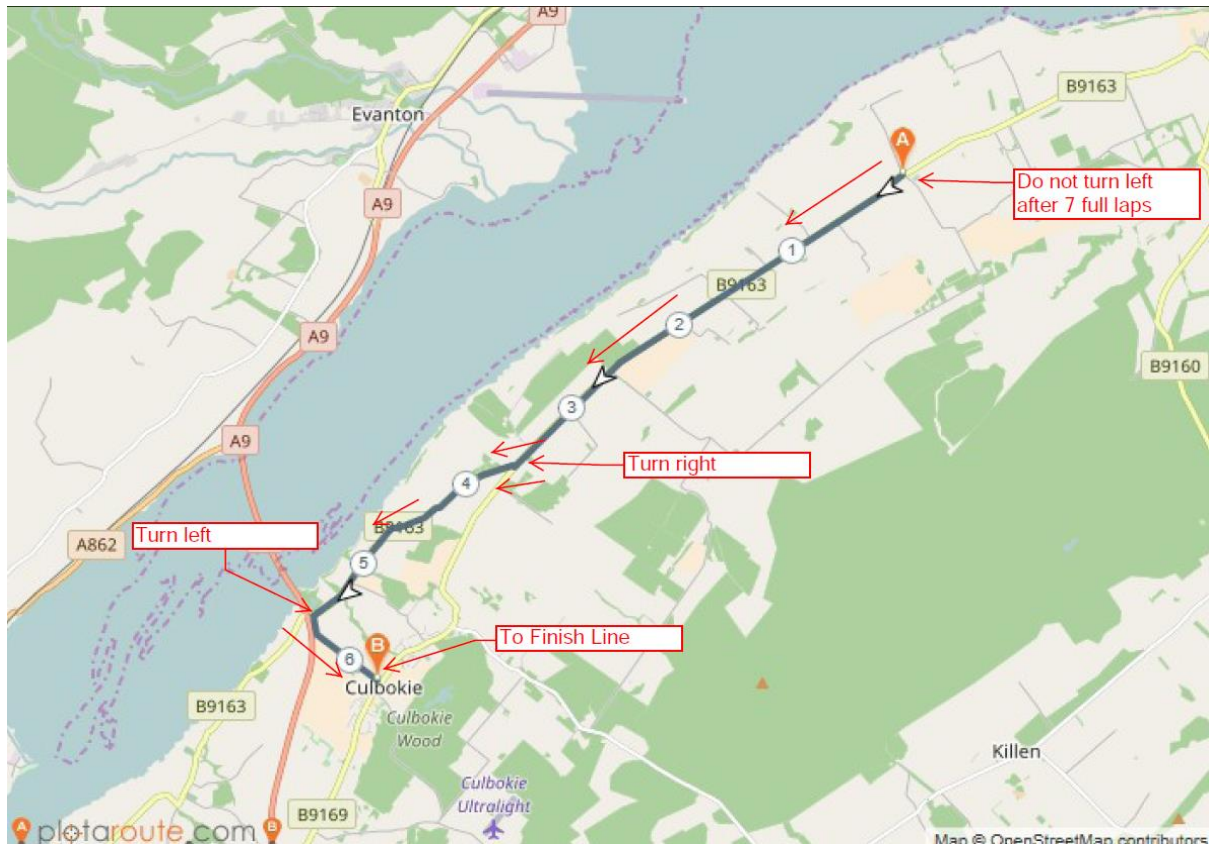 A9
Evanton
B9163
A
Do not turn left
after 7 full laps
A9
1
B9163
2
A9
B9160
3
A9
Turn right
4
B9163
Turn left
A862
5
To Finish Line
B
6
Culbokie
B9163
Culbokie
Wood
Killen
Culbokie
Ultralight
B9169
A plotaroute.com B
Map © OpenStreetMap contributors